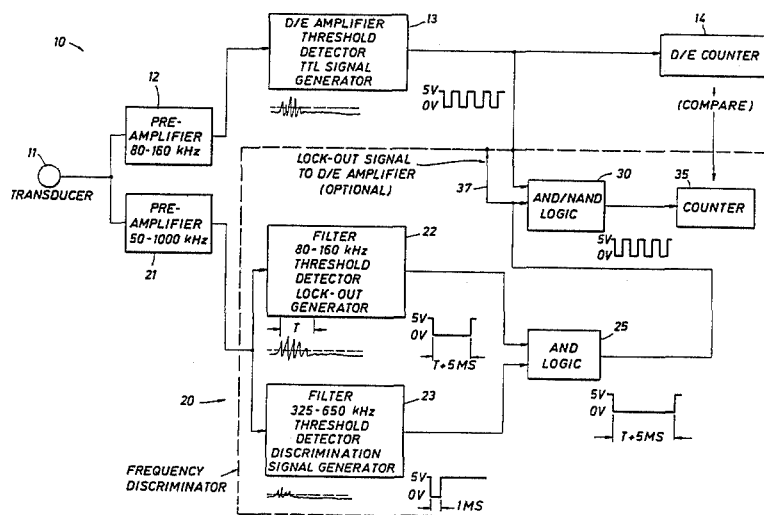 10
12
PRE-
AMPLIFIER
80-160 kHz
11
TRANSDUCER
PRE-
AMPLIFIER
50-1000 kHz
21
13
D/E AMPLIFIER
THRESHOLD
DETECTOR
TTL SIGNAL
GENERATOR
5V
0V
14
D/E COUNTER
(COMPARE)
LOCK-OUT SIGNAL
TO D/E AMPLIFIER
(OPTIONAL)
37
30
AND/NAND
LOGIC
35
COUNTER
5V
0V
22
FILTER
80-160 kHz
THRESHOLD
DETECTOR
LOCK-OUT
GENERATOR
T
5V
0V
T+5MS
25
AND
LOGIC
5V
0V
T+5MS
20
23
FILTER
325-650 kHz
THRESHOLD
DETECTOR
DISCRIMINATION
SIGNAL GENERATOR
5V
0V
1MS
FREQUENCY
DISCRIMINATOR